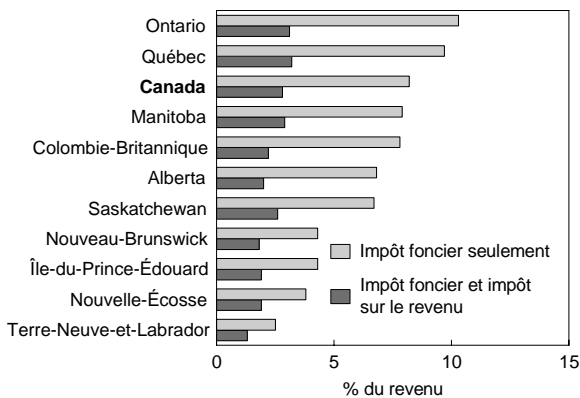 Ontario
Québec
Canada
Manitoba
Colombie-Britannique
Alberta
Saskatchewan
Nouveau-Brunswick
Île-du-Prince-Édouard
Nouvelle-Écosse
Terre-Neuve-et-Labrador
Impôt foncier seulement
Impôt foncier et impôt
sur le revenu
0 5 10 15
% du revenu